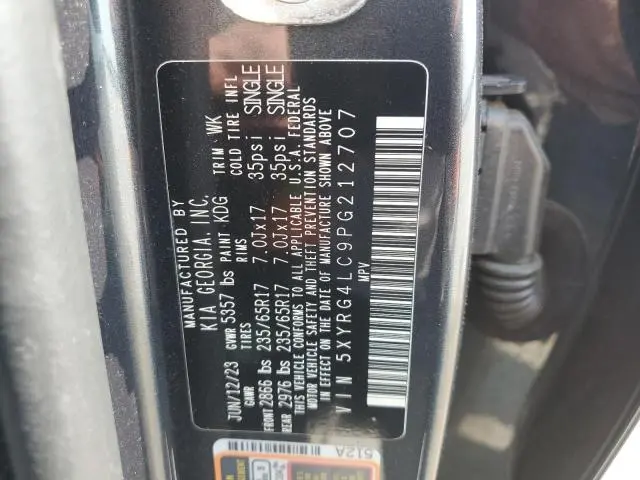 MANUFACTURED BY
KIA GEORGIA, INC.
JUN/12/23 GVWR 5357 lbs PAINT KDG TRIM: WK
GAWR TIRES RIMS COLD TIRE INFL
FRONT 2866 lbs 235/65R17 7.0Jx17 35psi SINGLE
REAR 2976 lbs 235/65R17 7.0Jx17 35psi SINGLE
THIS VEHICLE CONFORMS TO ALL APPLICABLE U.S.A. FEDERAL
MOTOR VEHICLE SAFETY AND THEFT PREVENTION STANDARDS
IN EFFECT ON THE DATE OF MANUFACTURE SHOWN ABOVE
VIN 5XYRG4LC9PG212707
MPV
512A